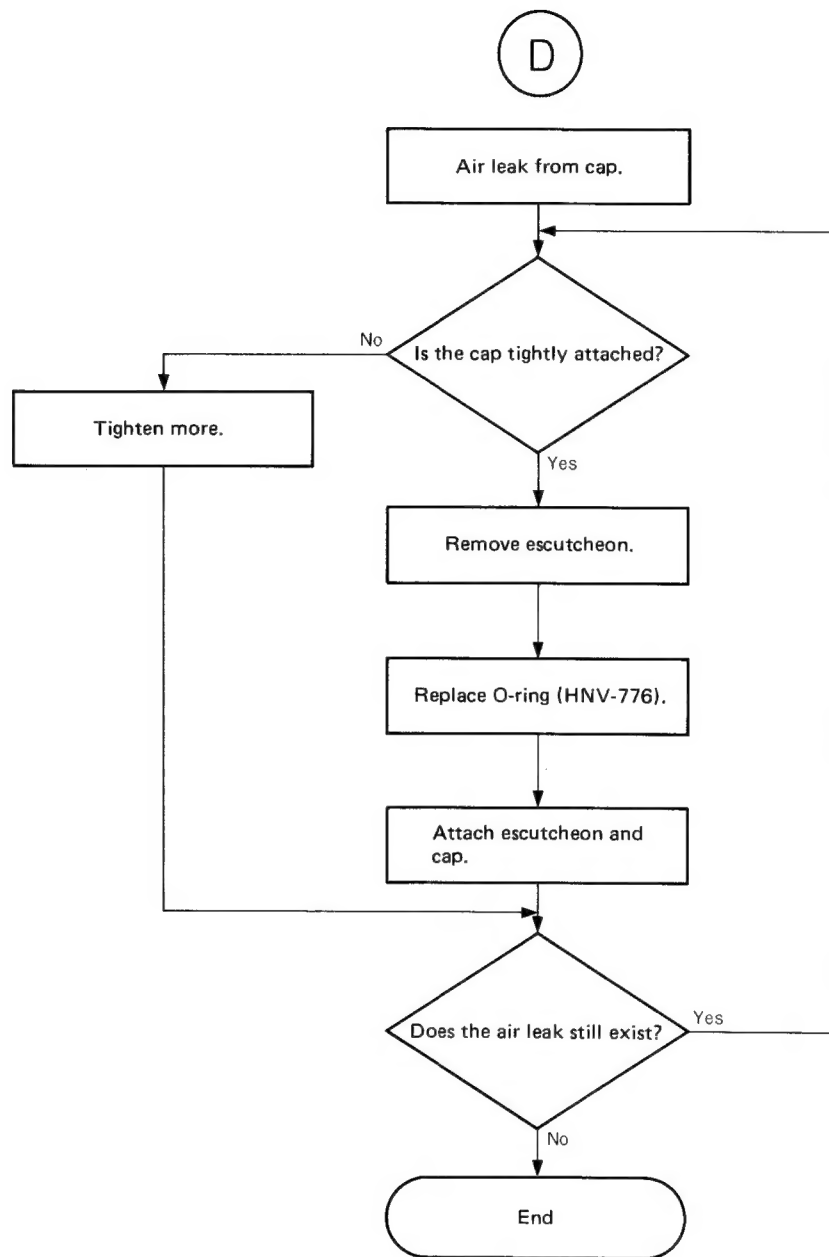 D
Air leak from cap.
No
Is the cap tightly attached?
Tighten more.
Yes
Remove escutcheon.
Replace O-ring (HNV-776).
Attach escutcheon and
cap.
Does the air leak still exist?
Yes
No
End